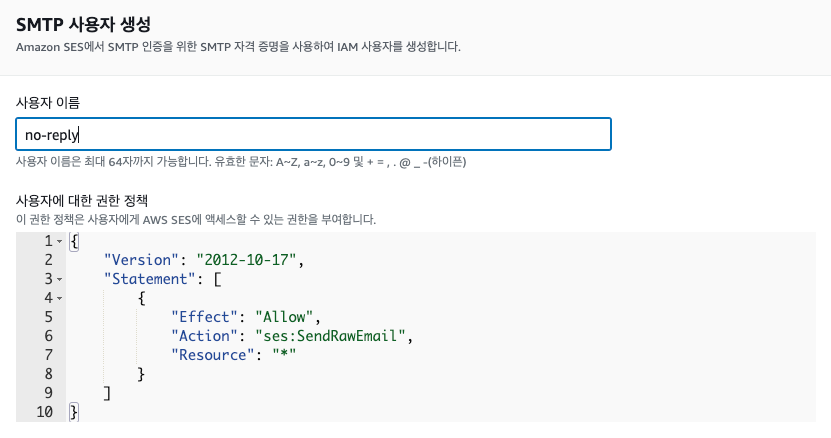 SMTP 사용자 생성
Amazon SES에서 SMTP 인증을 위한 SMTP 자격 증명을 사용하여 IAM 사용자를 생성합니다.
사용자 이름
no-reply
사용자 이름은 최대 64자까지 가능합니다. 유효한 문자: A~Z, a~z, 0~9 및 + = , . @ _ -(하이픈)
사용자에 대한 권한 정책
이 권한 정책은 사용자에게 AWS SES에 액세스할 수 있는 권한을 부여합니다.
1 {
2 "Version": "2012-10-17",
3 "Statement": [
4 {
5 "Effect": "Allow",
6 "Action": "ses:SendRawEmail",
7 "Resource": "*"
8 }
9 ]
10 }